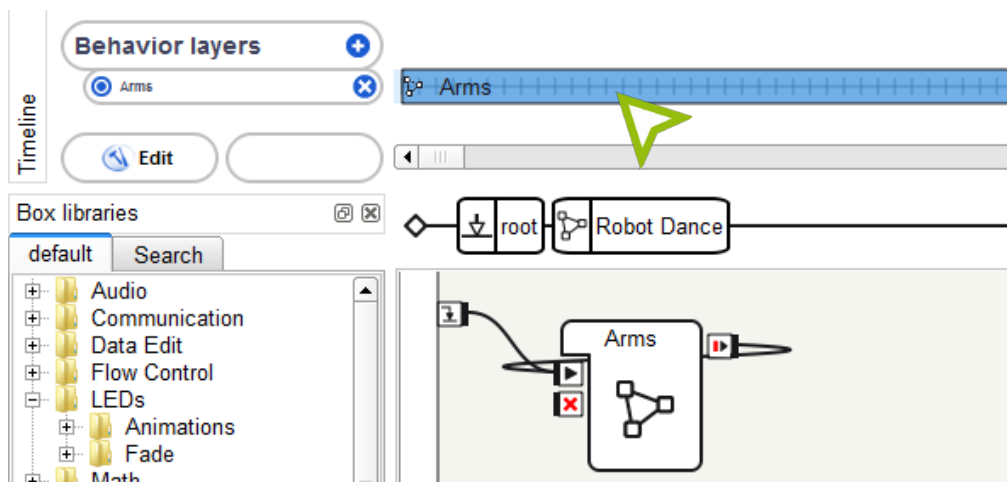 Timeline
Behavior layers
Arms
Arms
Edit
Box libraries
default
Search
root
Robot Dance
Audio
Communication
Data Edit
Flow Control
LEDs
Animations
Fade
Math
Arms